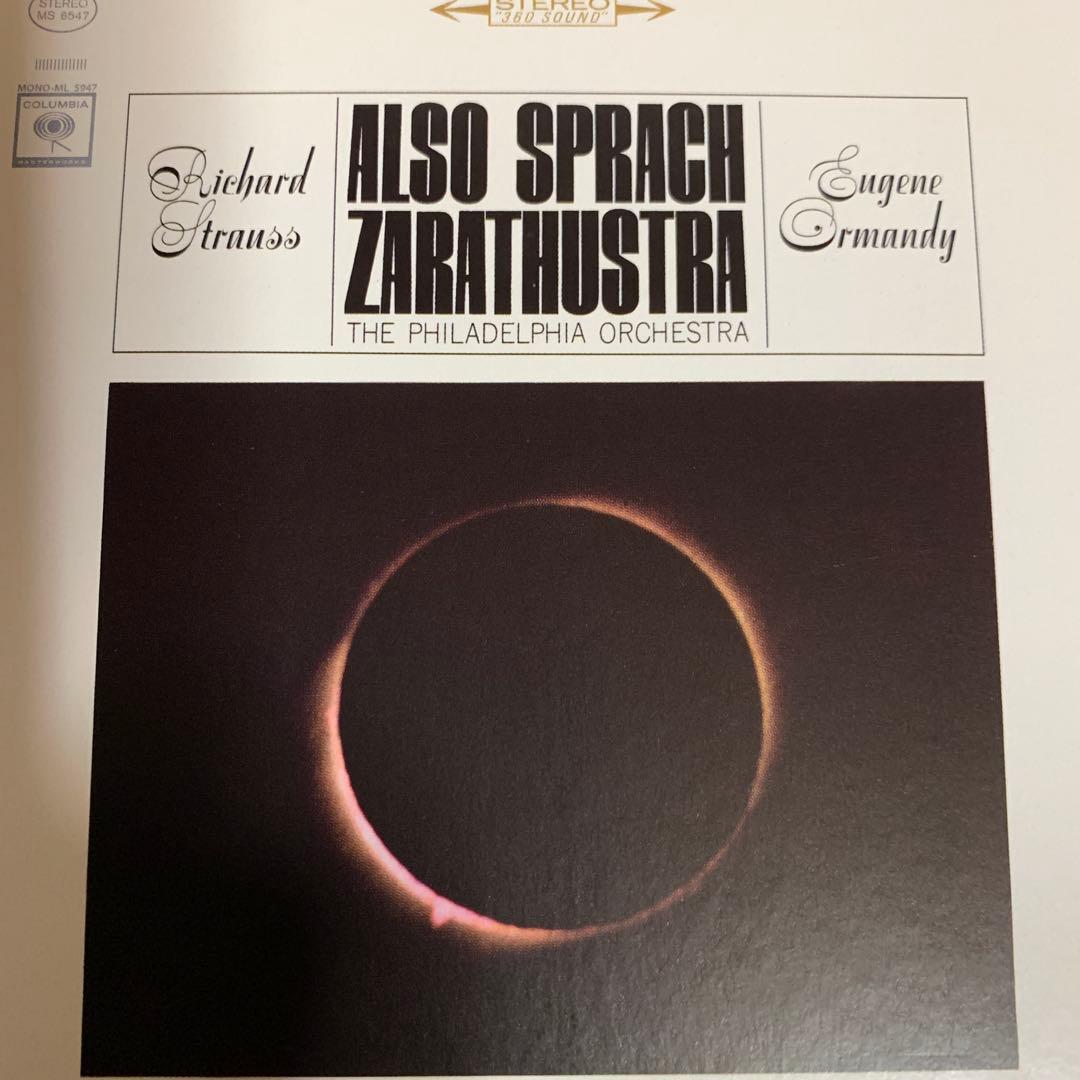 STEREO
MS 6547
STEREO
"360 SOUND"
MONO-ML 5947
COLUMBIA
MASTERWORKS
Richard
Strauss
ALSO SPRACH
ZARATHUSTRA
THE PHILADELPHIA ORCHESTRA
Eugene
Ormandy